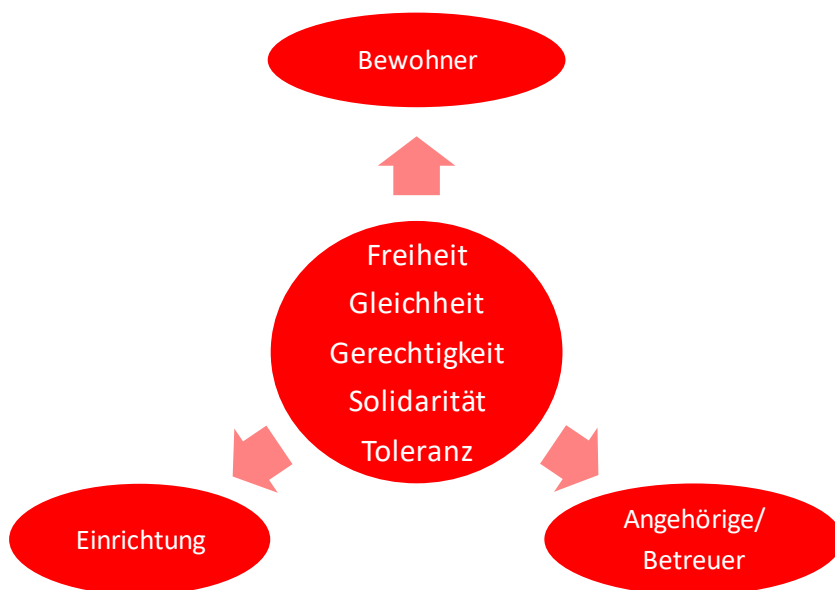 Bewohner
Freiheit
Gleichheit
Gerechtigkeit
Solidarität
Toleranz
Einrichtung
Angehörige/
Betreuer